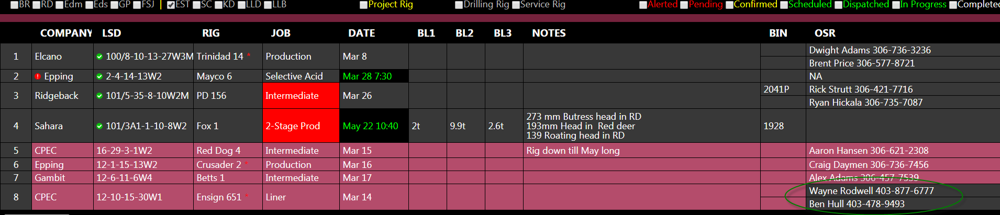 BR RD Edm Eds GP FSJ | EST SC KD LLD LLB Project Rig Drilling Rig Service Rig Alerted Pending Confirmed Scheduled Dispatched In Progress Completed
COMPANY LSD RIG JOB DATE BL1 BL2 BL3 NOTES BIN OSR
1 Elcano 100/8-10-13-27W3M Trinidad 14 * Production Mar 8
Dwight Adams 306-736-3236
Brent Price 306-577-8721
2 Epping 2-4-14-13W2 Mayco 6 Selective Acid Mar 28 7:30 NA
3 Ridgeback 101/5-35-8-10W2M PD 156 Intermediate Mar 26 2041P
Rick Strutt 306-421-7716
Ryan Hickala 306-735-7087
4 Sahara 101/3A1-1-10-8W2 Fox 1 2-Stage Prod May 22 10:40 2t 9.9t 2.6t
273 mm Butress head in RD
193mm Head in  Red deer
139 Roating head in RD
1928
5 CPEC 16-29-3-1W2 Red Dog 4 Intermediate Mar 15 Rig down till May long Aaron Hansen 306-621-2308
6 Epping 12-1-15-13W2 Crusader 2 * Production Mar 16 Craig Daymen 306-736-7456
7 Gambit 12-6-11-6W4 Betts 1 Intermediate Mar 17 Alex Adams 306-457-7539
8 CPEC 12-10-15-30W1 Ensign 651 * Liner Mar 14
Wayne Rodwell 403-877-6777
Ben Hull 403-478-9493